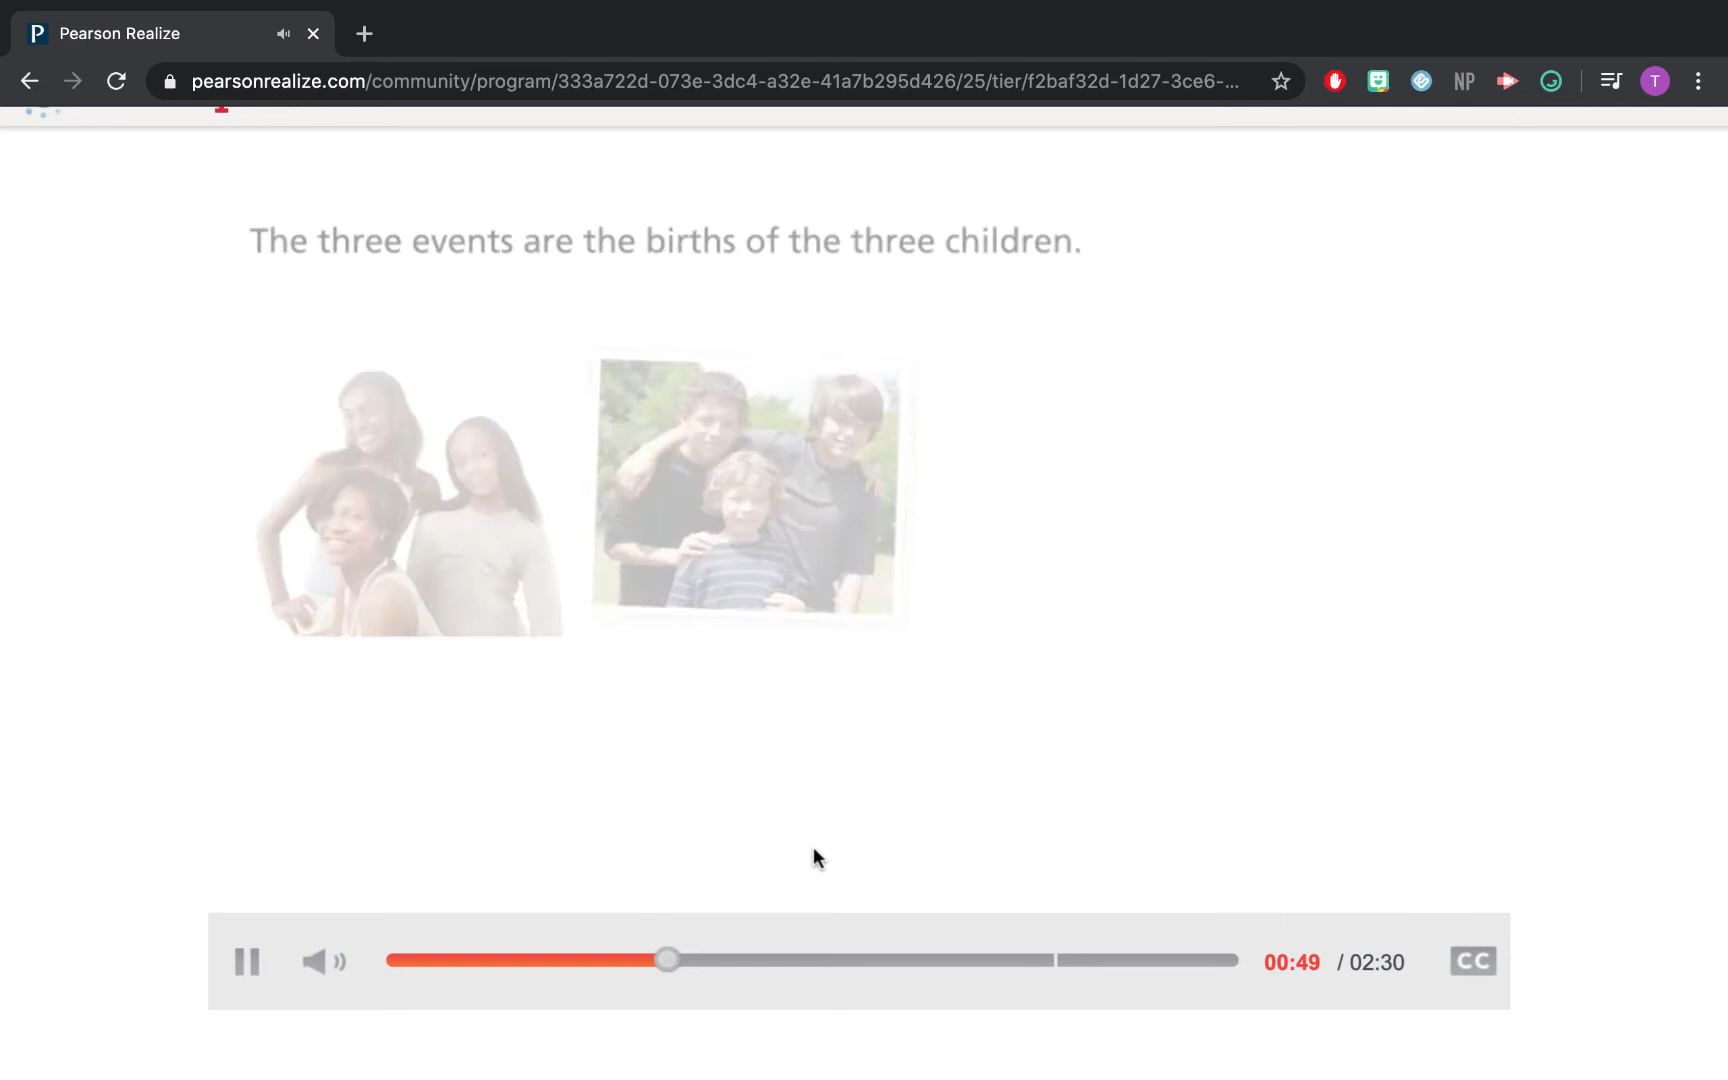 Pearson Realize
pearsonrealize.com/community/program/333a722d-073e-3dc4-a32e-41a7b295d426/25/tier/f2baf32d-1d27-3ce6-...
NP
T
The three events are the births of the three children.
00:49 / 02:30
CC